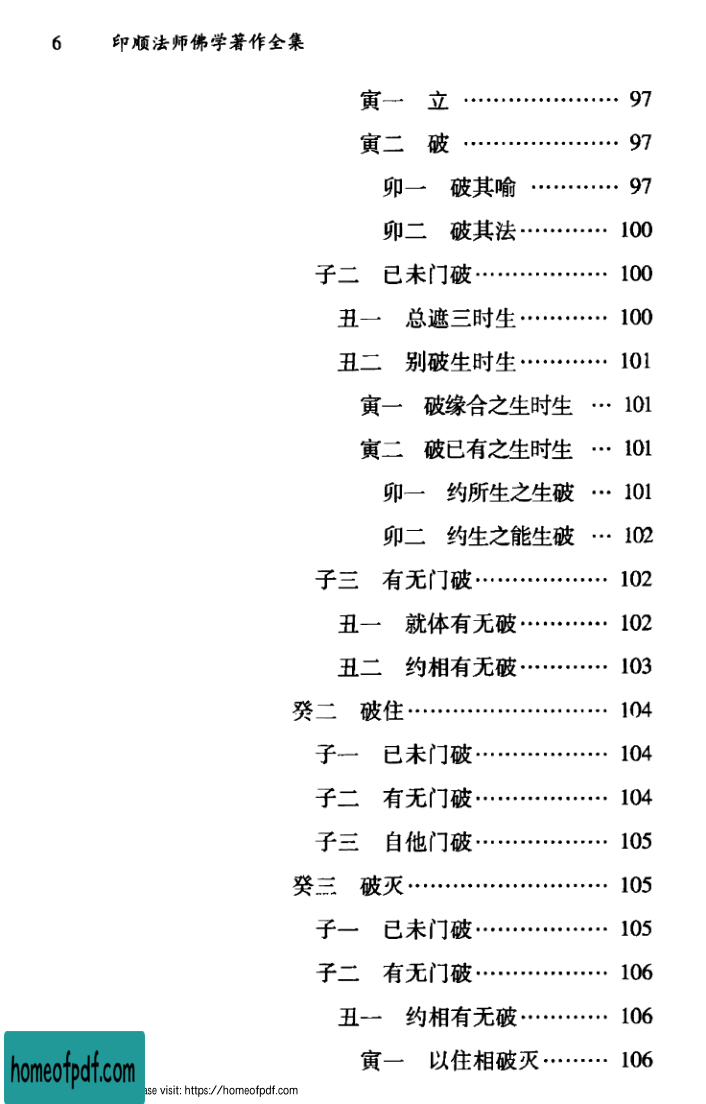 6 印顺法师佛学著作全集
寅一 立 ………………… 97
寅二 破 ………………… 97
卯一 破其喻 ………… 97
卯二 破其法………… 100
子二 已未门破……………… 100
丑一 总遮三时生………… 100
丑二 别破生时生………… 101
寅一 破缘合之生时生 … 101
寅二 破已有之生时生 … 101
卯一 约所生之生破 … 101
卯二 约生之能生破 … 102
子三 有无门破……………… 102
丑一 就体有无破………… 102
丑二 约相有无破………… 103
癸二 破住……………………… 104
子一 已未门破……………… 104
子二 有无门破……………… 104
子三 自他门破……………… 105
癸三 破灭……………………… 105
子一 已未门破……………… 105
子二 有无门破……………… 106
丑一 约相有无破………… 106
寅一 以住相破灭……… 106
homeofpdf.com
ase visit: https://homeofpdf.com